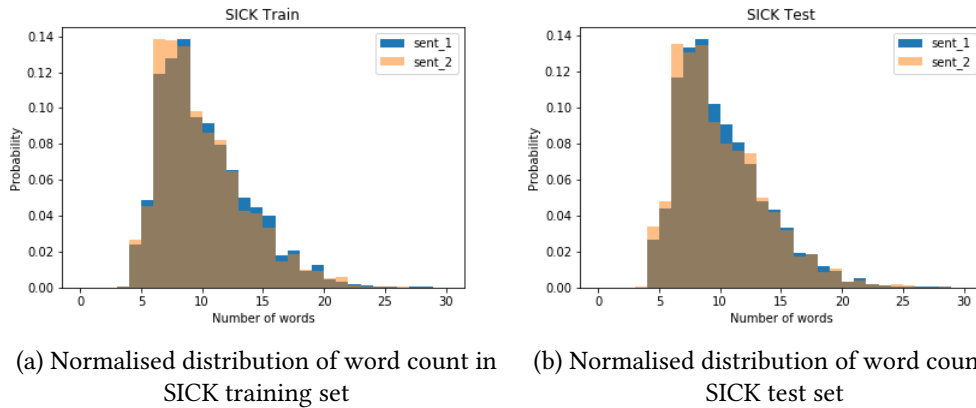 SICK Train
0.14
0.12
0.10
0.08
0.06
0.04
0.02
0.00
Probability
0 5 10 15 20 25 30
Number of words
sent_1
sent_2
(a) Normalised distribution of word count in
SICK training set
SICK Test
0.14
0.12
0.10
0.08
0.06
0.04
0.02
0.00
Probability
0 5 10 15 20 25 30
Number of words
sent_1
sent_2
(b) Normalised distribution of word coun
SICK test set